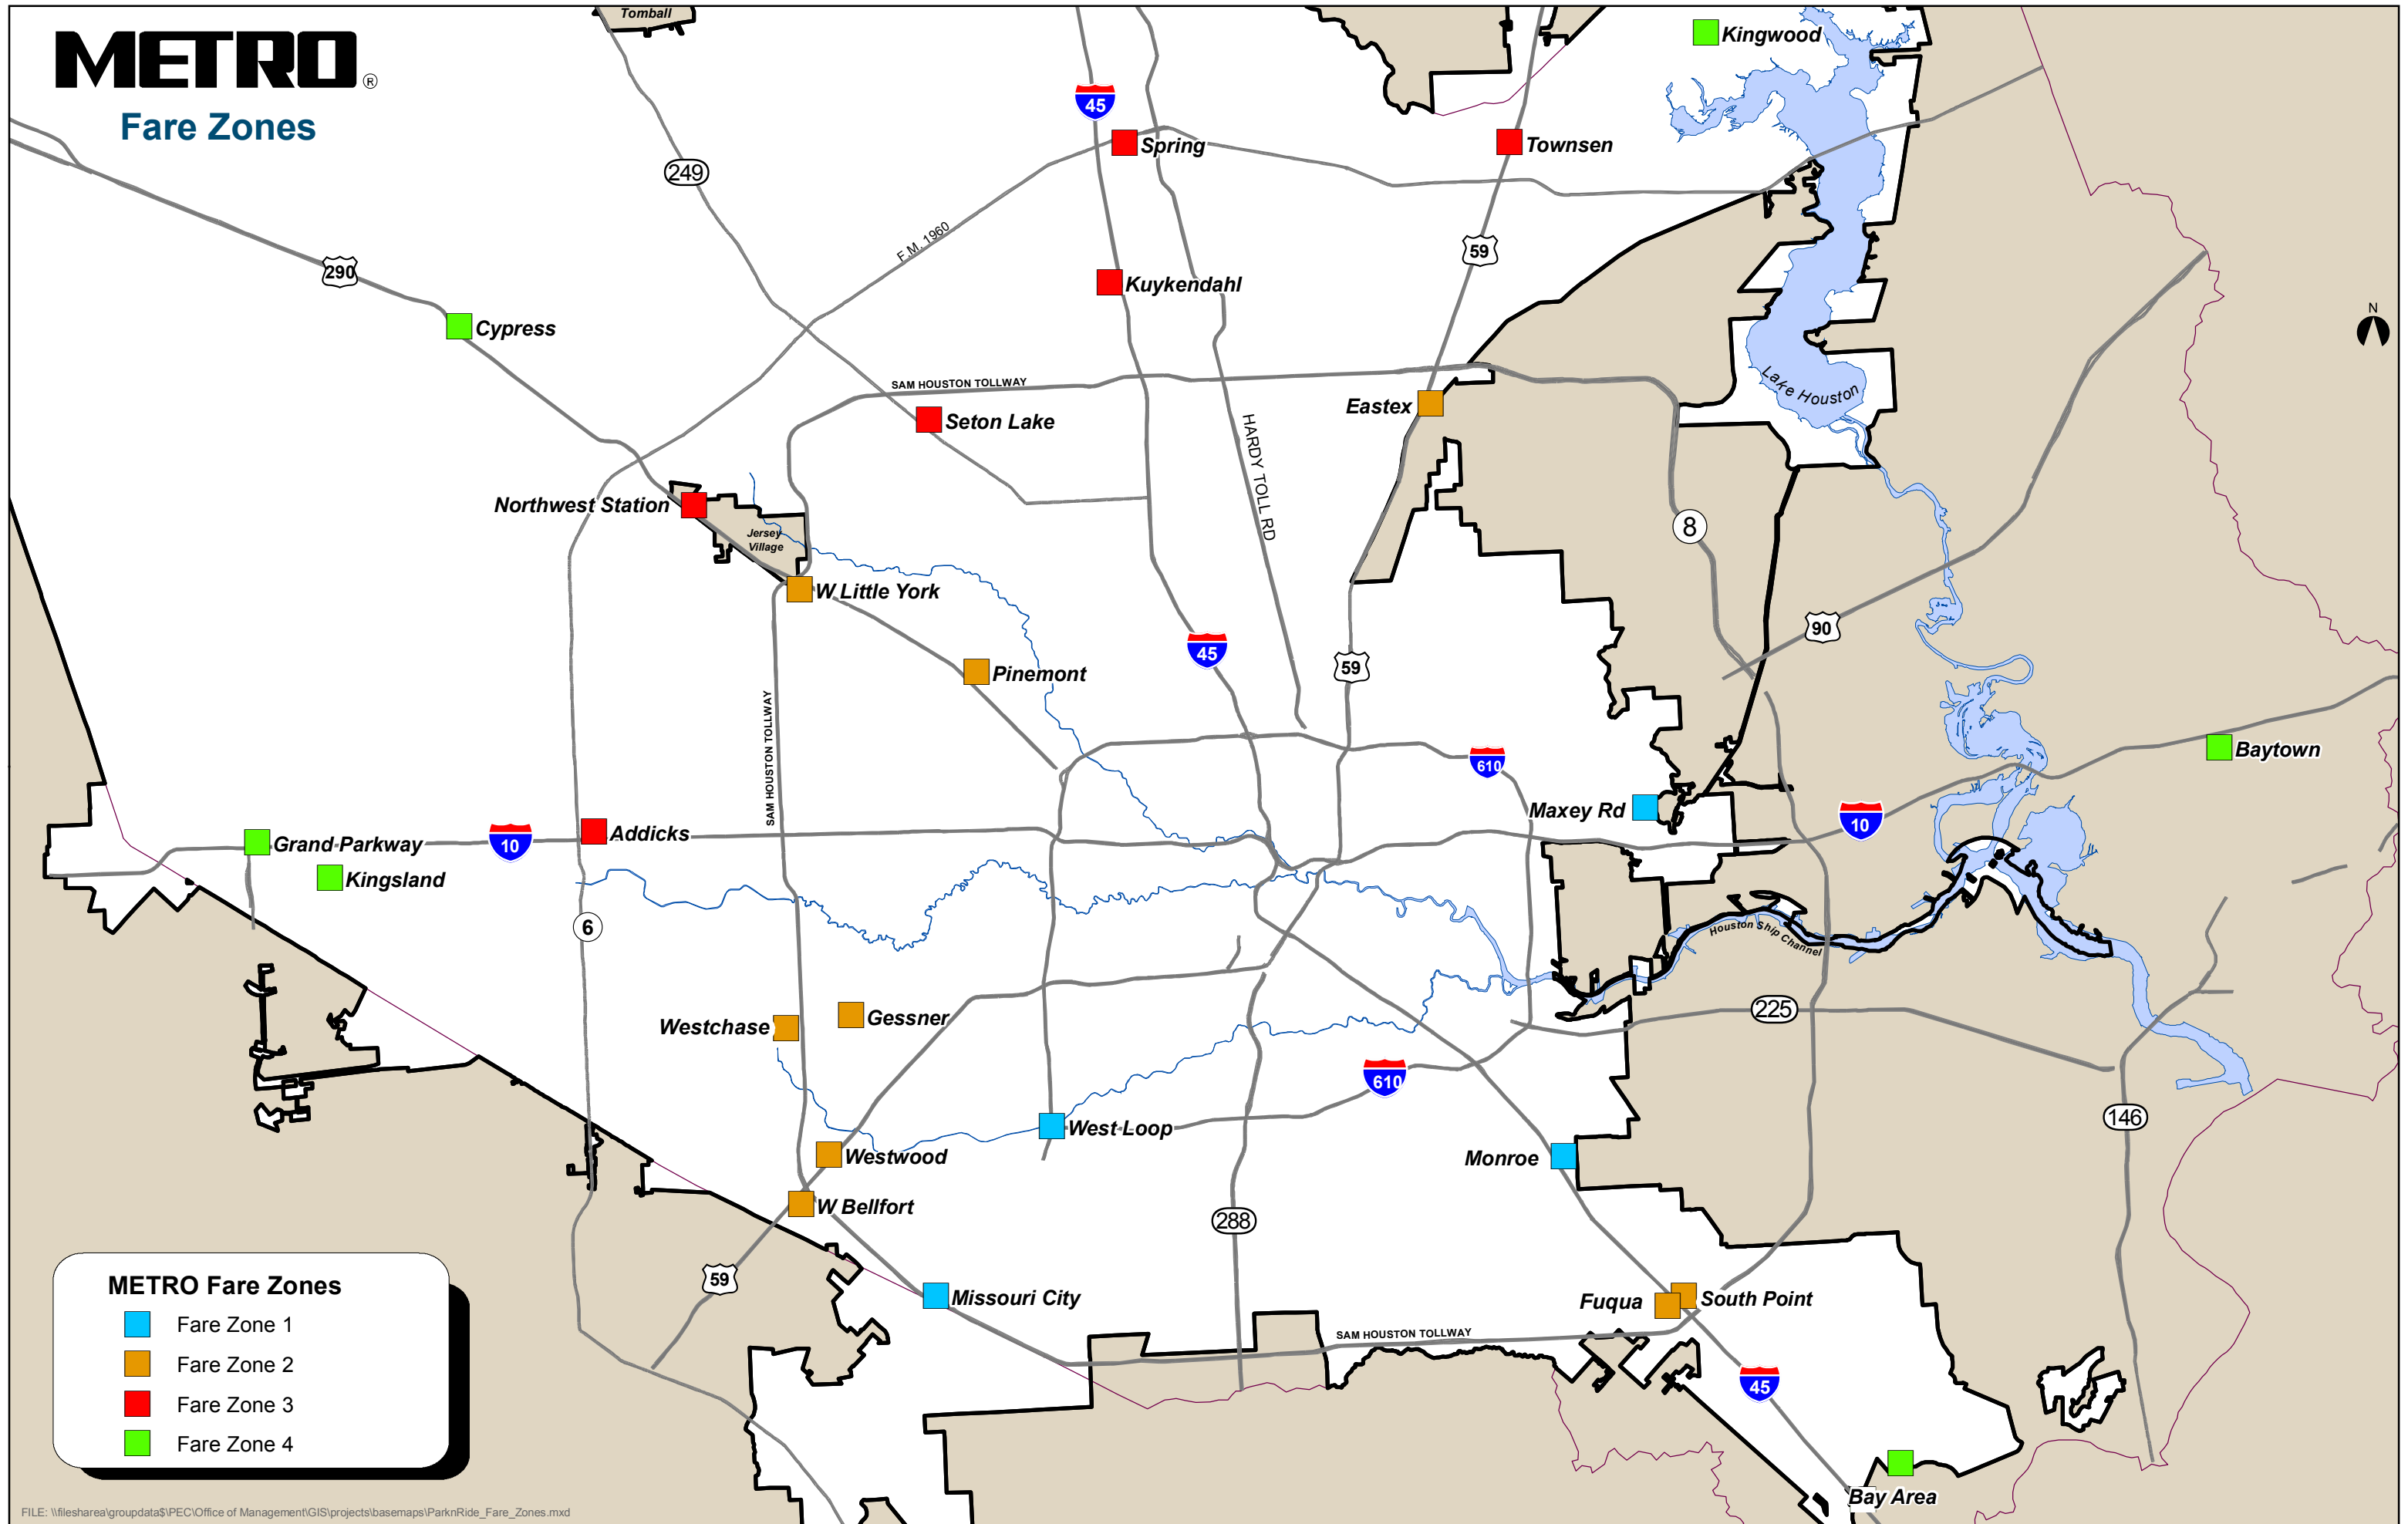 METRO®
Fare Zones
Tomball
Kingwood
45
Spring
Townsen
249
F.M. 1960
59
290
Kuykendahl
N
Cypress
SAM HOUSTON TOLLWAY
Lake Houston
Eastex
Seton Lake
HARDY TOLL RD
Northwest Station
8
Jersey
Village
W Little York
90
45
59
Pinemont
SAM HOUSTON TOLLWAY
Baytown
610
Maxey Rd
10
Addicks
Grand Parkway
10
Kingsland
6
Houston Ship Channel
225
Gessner
Westchase
610
146
West Loop
Westwood
Monroe
W Bellfort
288
59
Missouri City
Fuqua
South Point
SAM HOUSTON TOLLWAY
45
Bay Area
METRO Fare Zones
Fare Zone 1
Fare Zone 2
Fare Zone 3
Fare Zone 4
FILE: \\filesharea\groupdata$\PEC\Office of Management\GIS\projects\basemaps\ParknRide_Fare_Zones.mxd